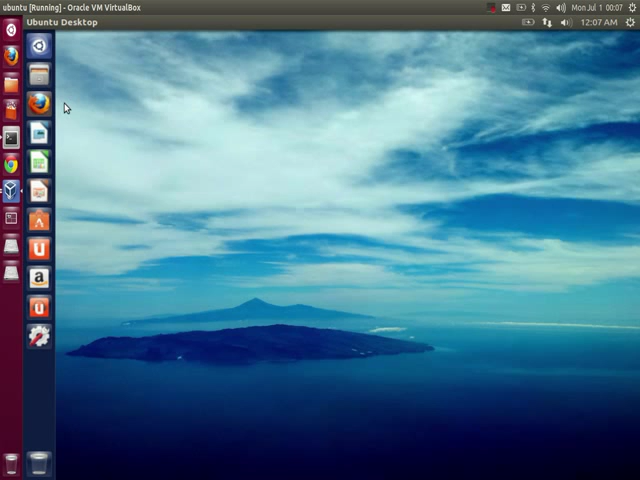 ubuntu [Running] - Oracle VM VirtualBox
Mon Jul 1 00:07
Ubuntu Desktop
12:07 AM